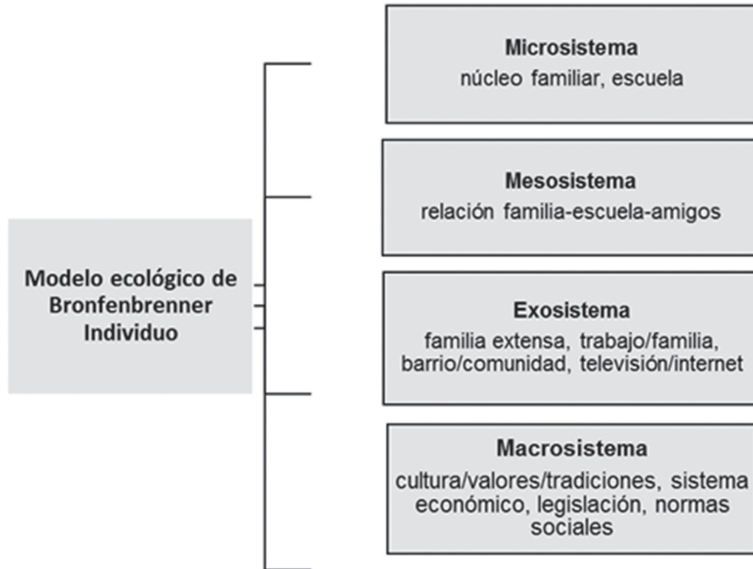 Modelo ecológico de
Bronfenbrenner
Individuo
Microsistema
núcleo familiar, escuela
Mesosistema
relación familia-escuela-amigos
Exosistema
familia extensa, trabajo/familia,
barrio/comunidad, televisión/internet
Macrosistema
cultura/valores/tradiciones, sistema
económico, legislación, normas
sociales